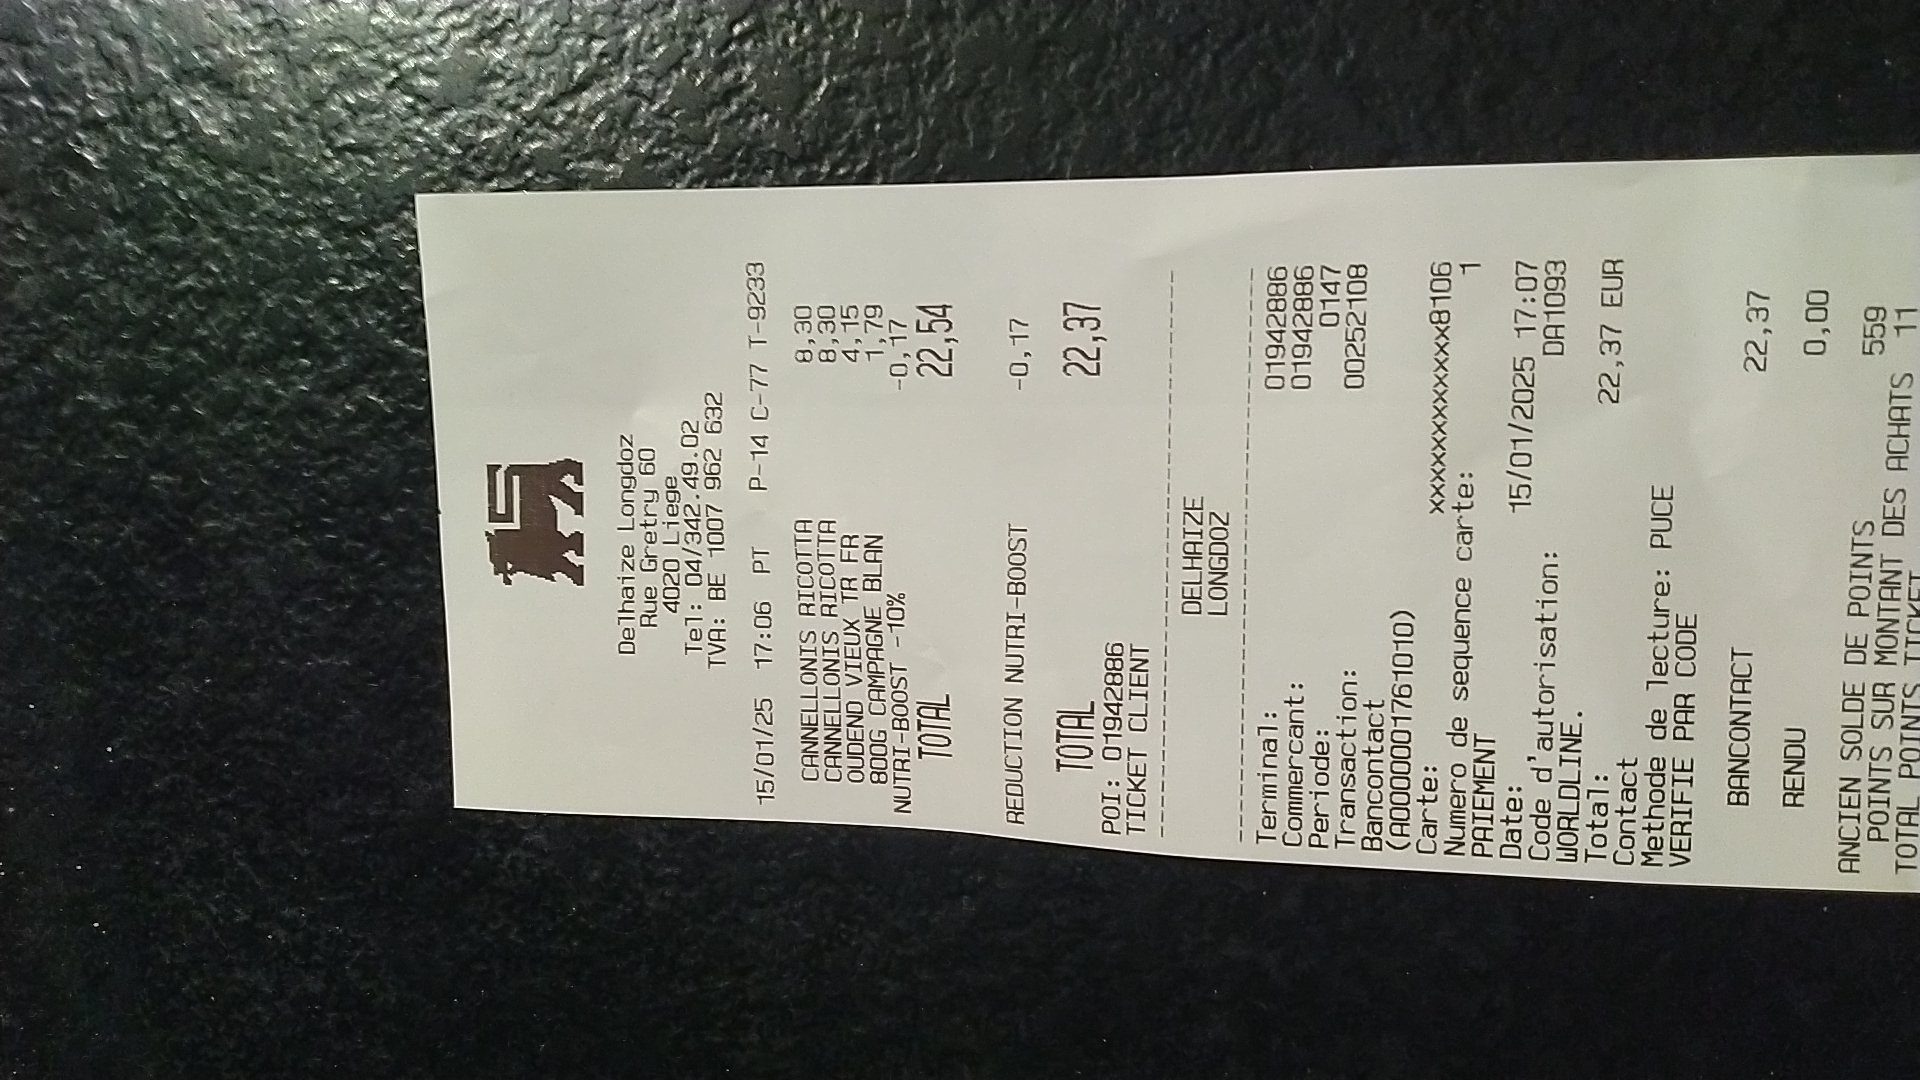 Delhaize Longdoz
Rue Gretry 60
4020 Liege
Tel: 04/342.49.02
TVA: BE 1007 962 632
15/01/25 17:06 PT P-14 C-77 T-9233
CANNELLONIS RICOTTA 8,30
CANNELLONIS RICOTTA 8,30
OUDEND VIEUX TR FR 4,15
800G CAMPAGNE BLAN 1,79
NUTRI-BOOST -10% -0,17
TOTAL 22,54
REDUCTION NUTRI-BOOST -0,17
TOTAL 22,37
POI: 01942886
TICKET CLIENT
DELHAIZE
LONGDOZ
Terminal: 01942886
Commercant: 01942886
Periode: 0147
Transaction: 00252108
Bancontact
(A0000001761010)
Carte: xxxxxxxxxxxxx8106
Numero de sequence carte: 1
PAIEMENT
Date: 15/01/2025 17:07
Code d'autorisation: DA1093
WORLDLINE.
Total: 22,37 EUR
Contact
Methode de lecture: PUCE
VERIFIE PAR CODE
BANCONTACT 22,37
RENDU 0,00
ANCIEN SOLDE DE POINTS 559
POINTS SUR MONTANT DES ACHATS 11
TOTAL POINTS TICKET